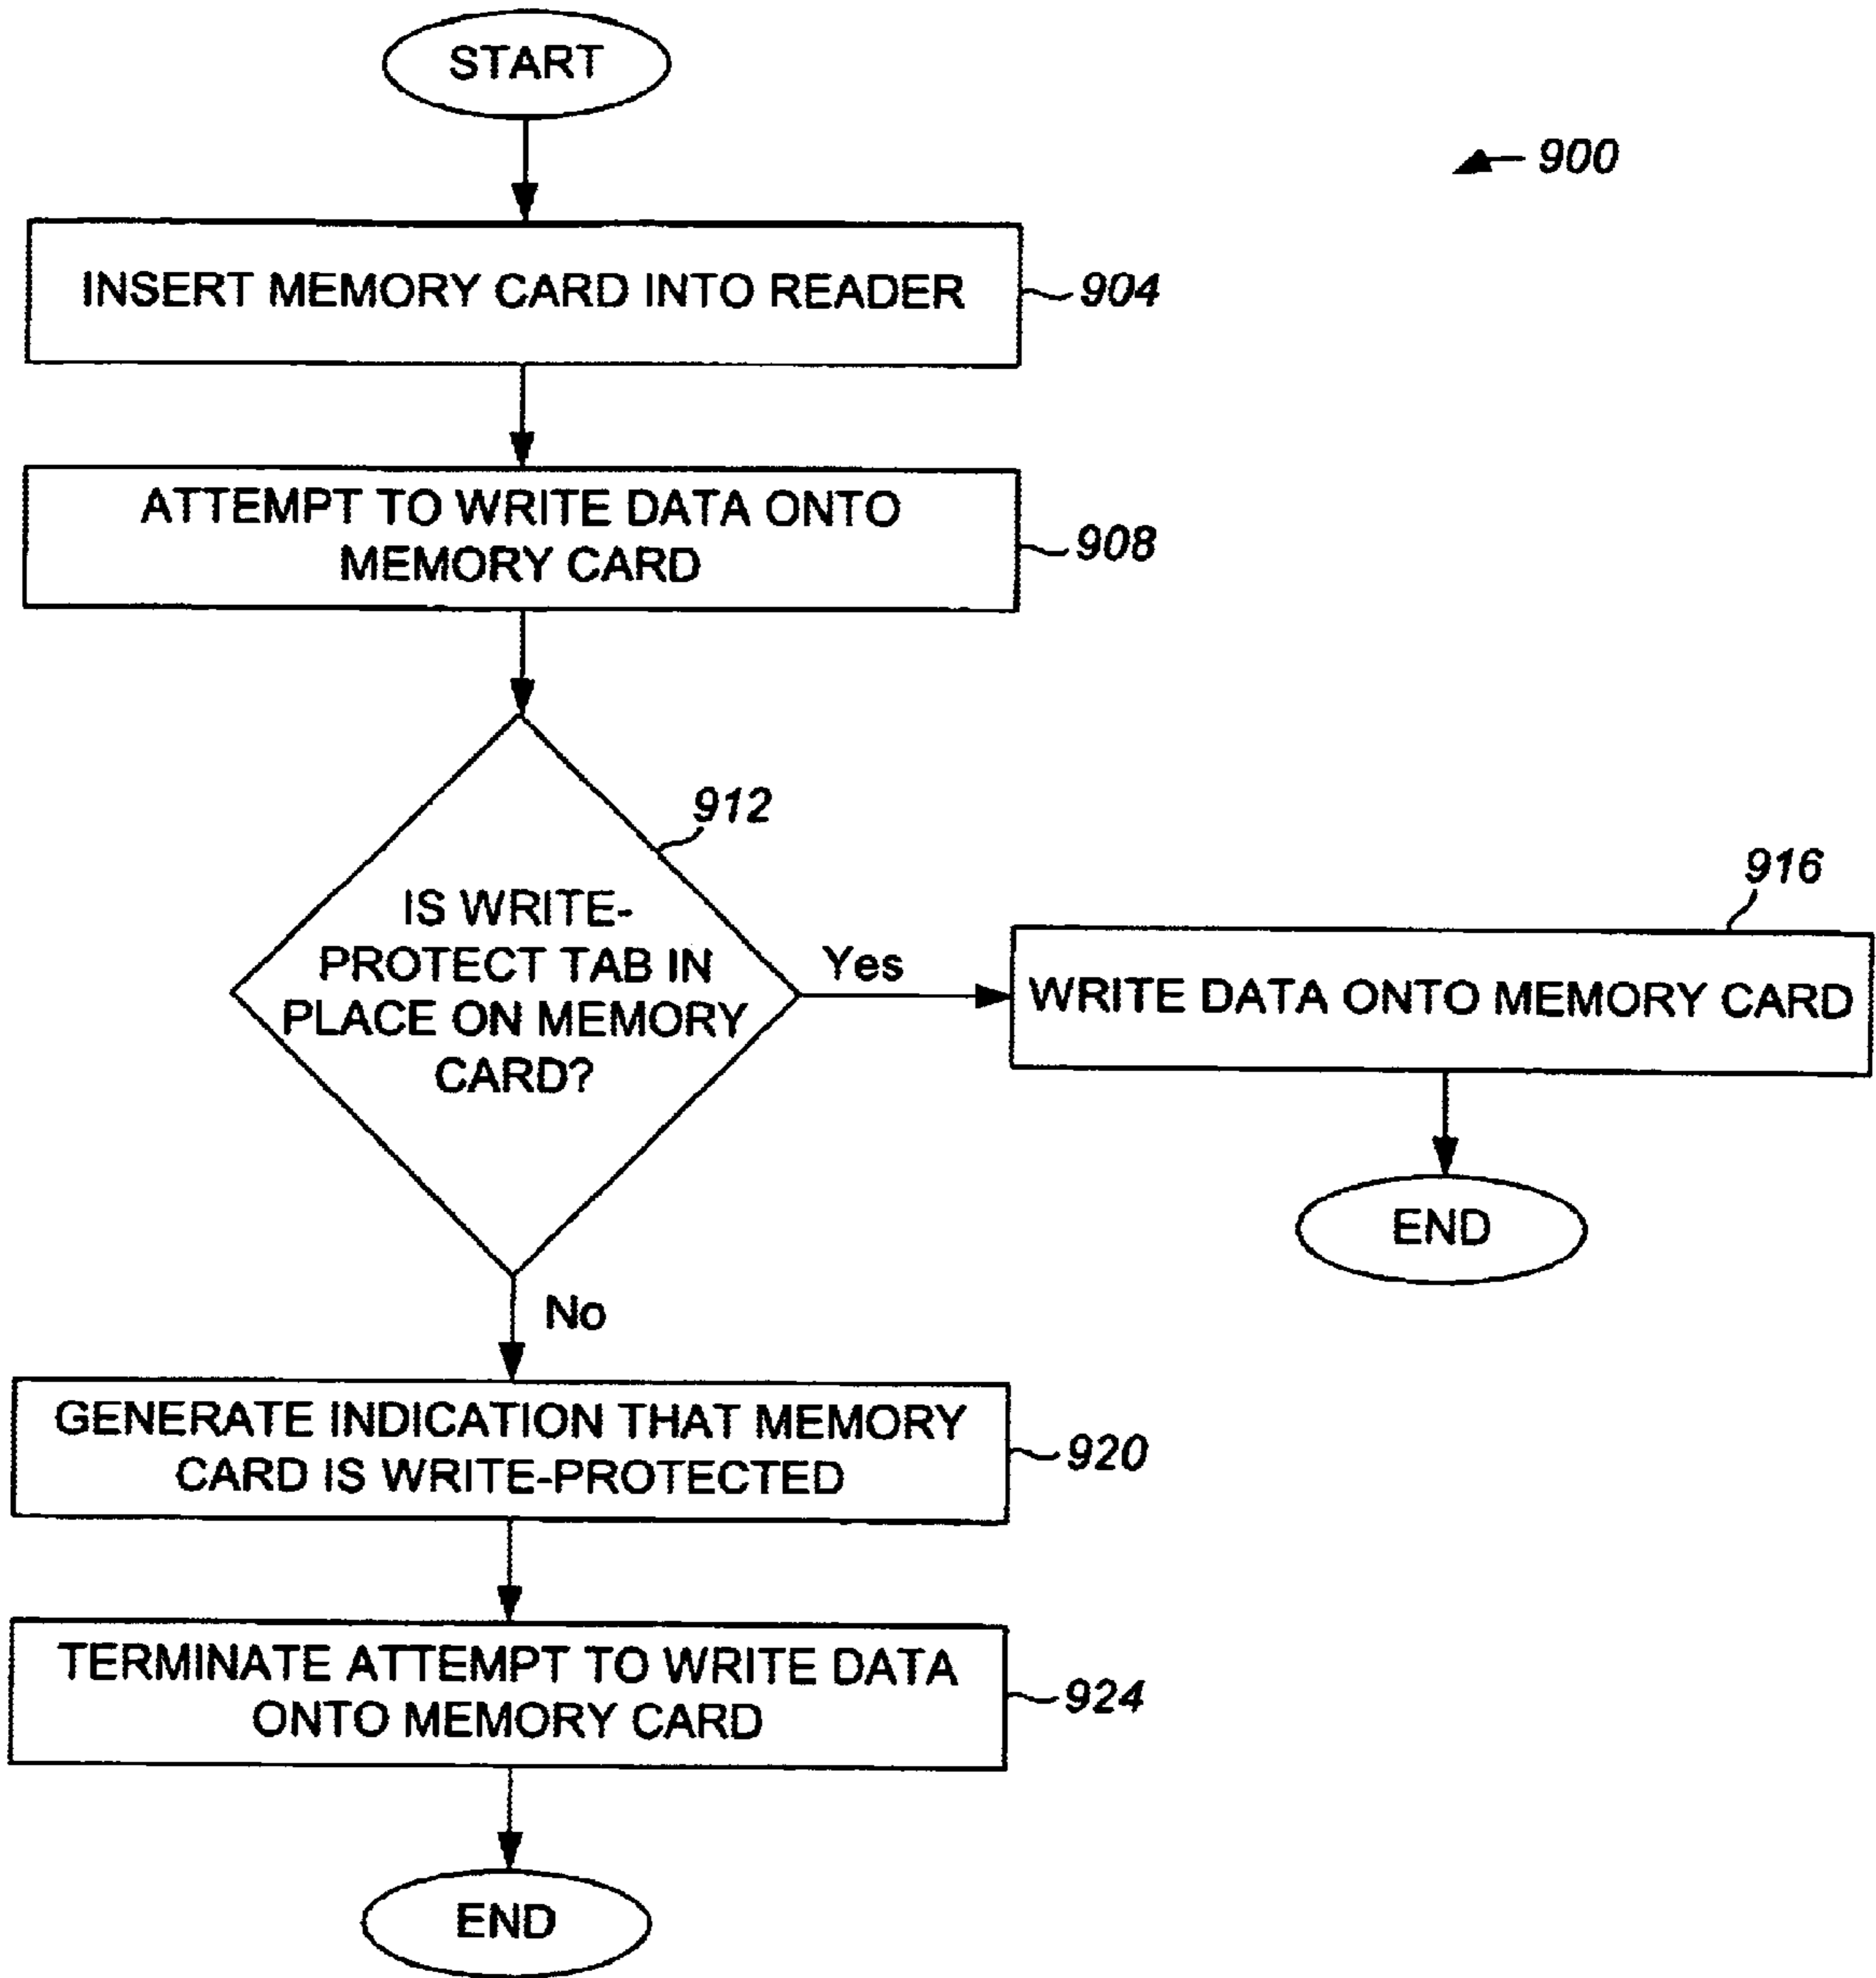 START
900
INSERT MEMORY CARD INTO READER
904
ATTEMPT TO WRITE DATA ONTO
MEMORY CARD
908
912
IS WRITE-
PROTECT TAB IN
PLACE ON MEMORY
CARD?
Yes
916
WRITE DATA ONTO MEMORY CARD
END
No
GENERATE INDICATION THAT MEMORY
CARD IS WRITE-PROTECTED
920
TERMINATE ATTEMPT TO WRITE DATA
ONTO MEMORY CARD
924
END